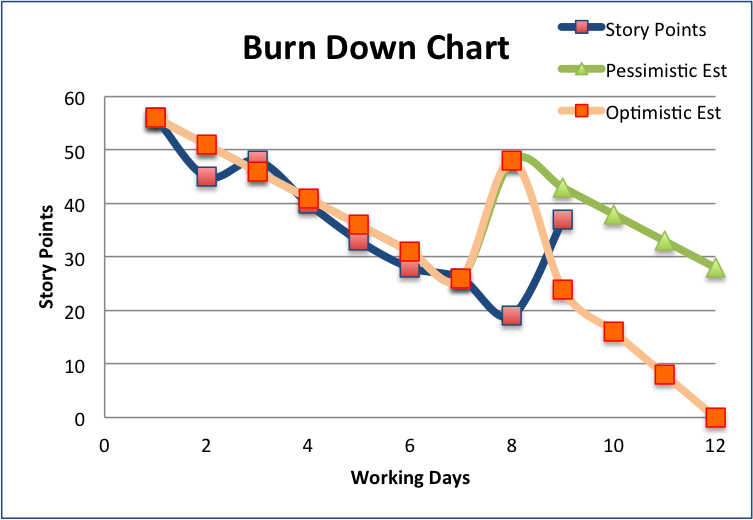 Burn Down Chart
Story Points
Pessimistic Est
Optimistic Est
60
50
40
30
20
10
0
Story Points
0 2 4 6 8 10 12
Working Days